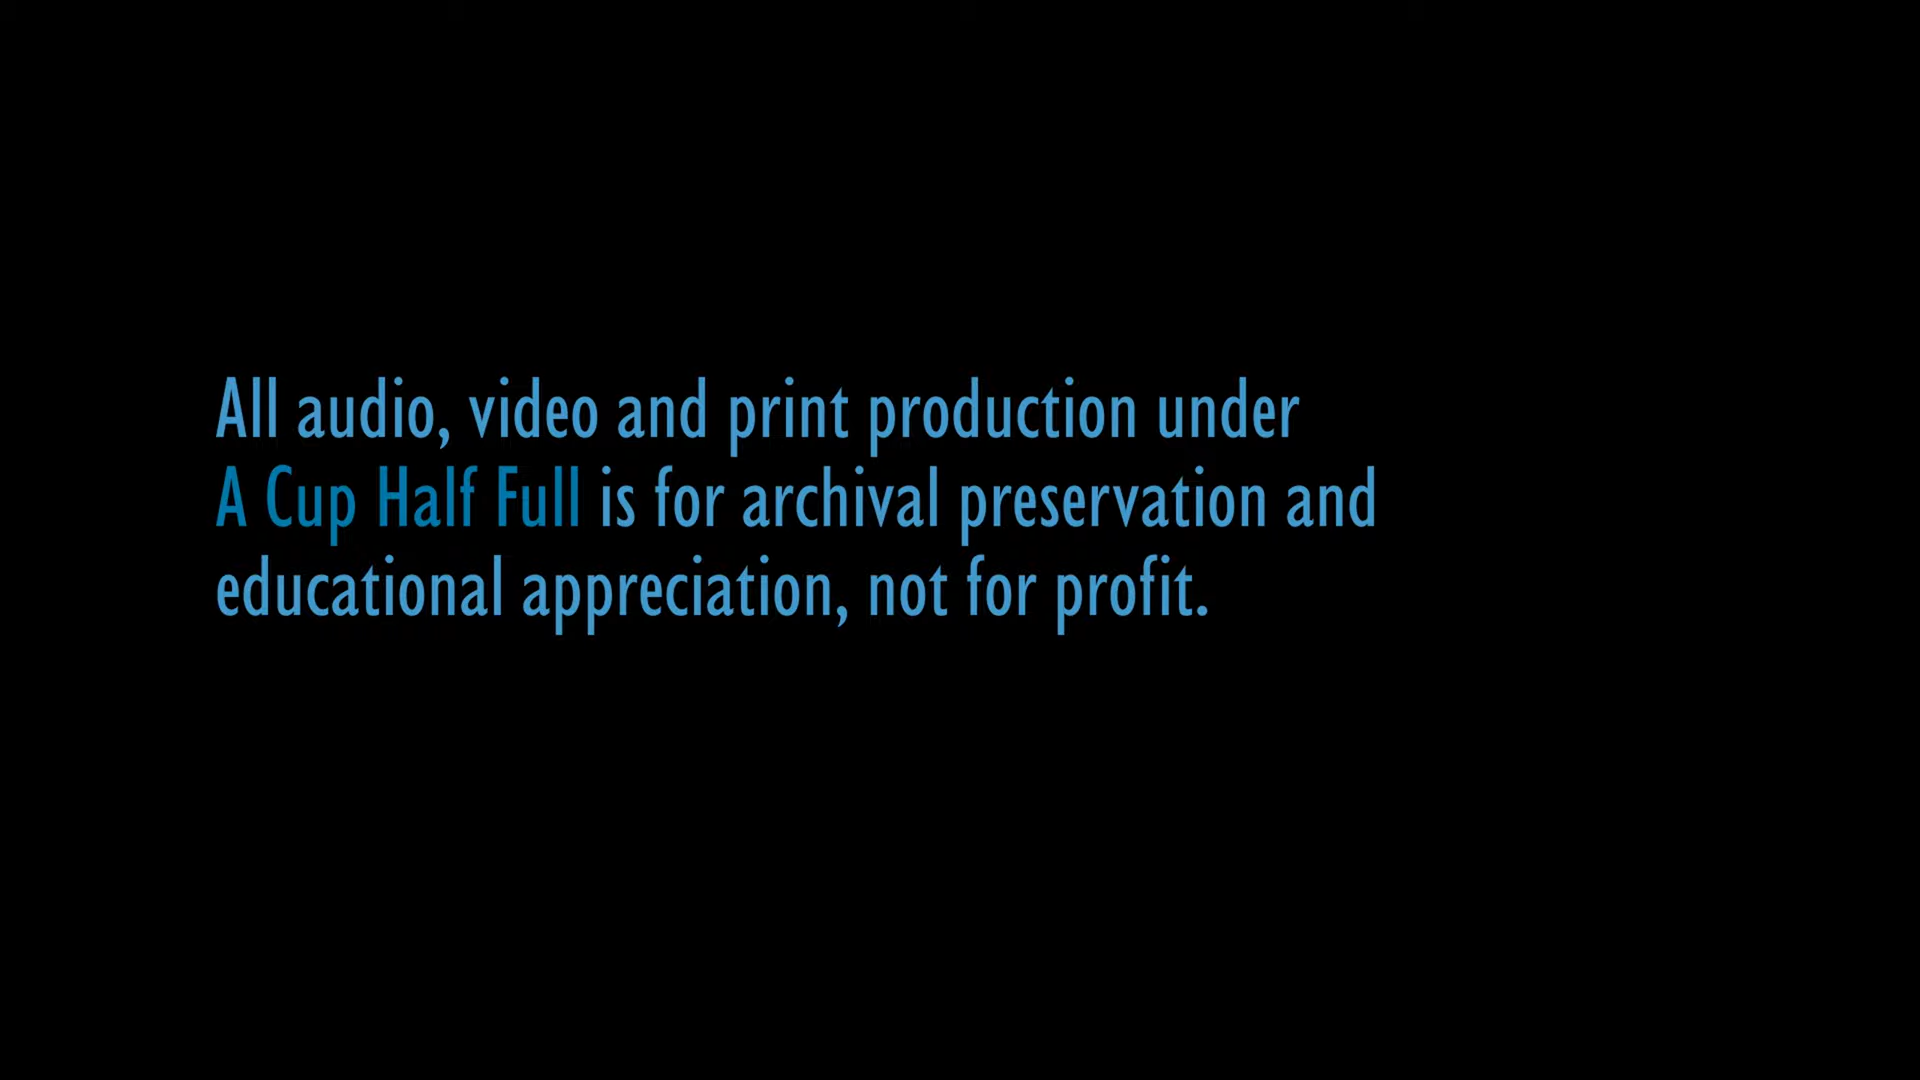 All audio, video and print production under
A Cup Half Full is for archival preservation and
educational appreciation, not for profit.